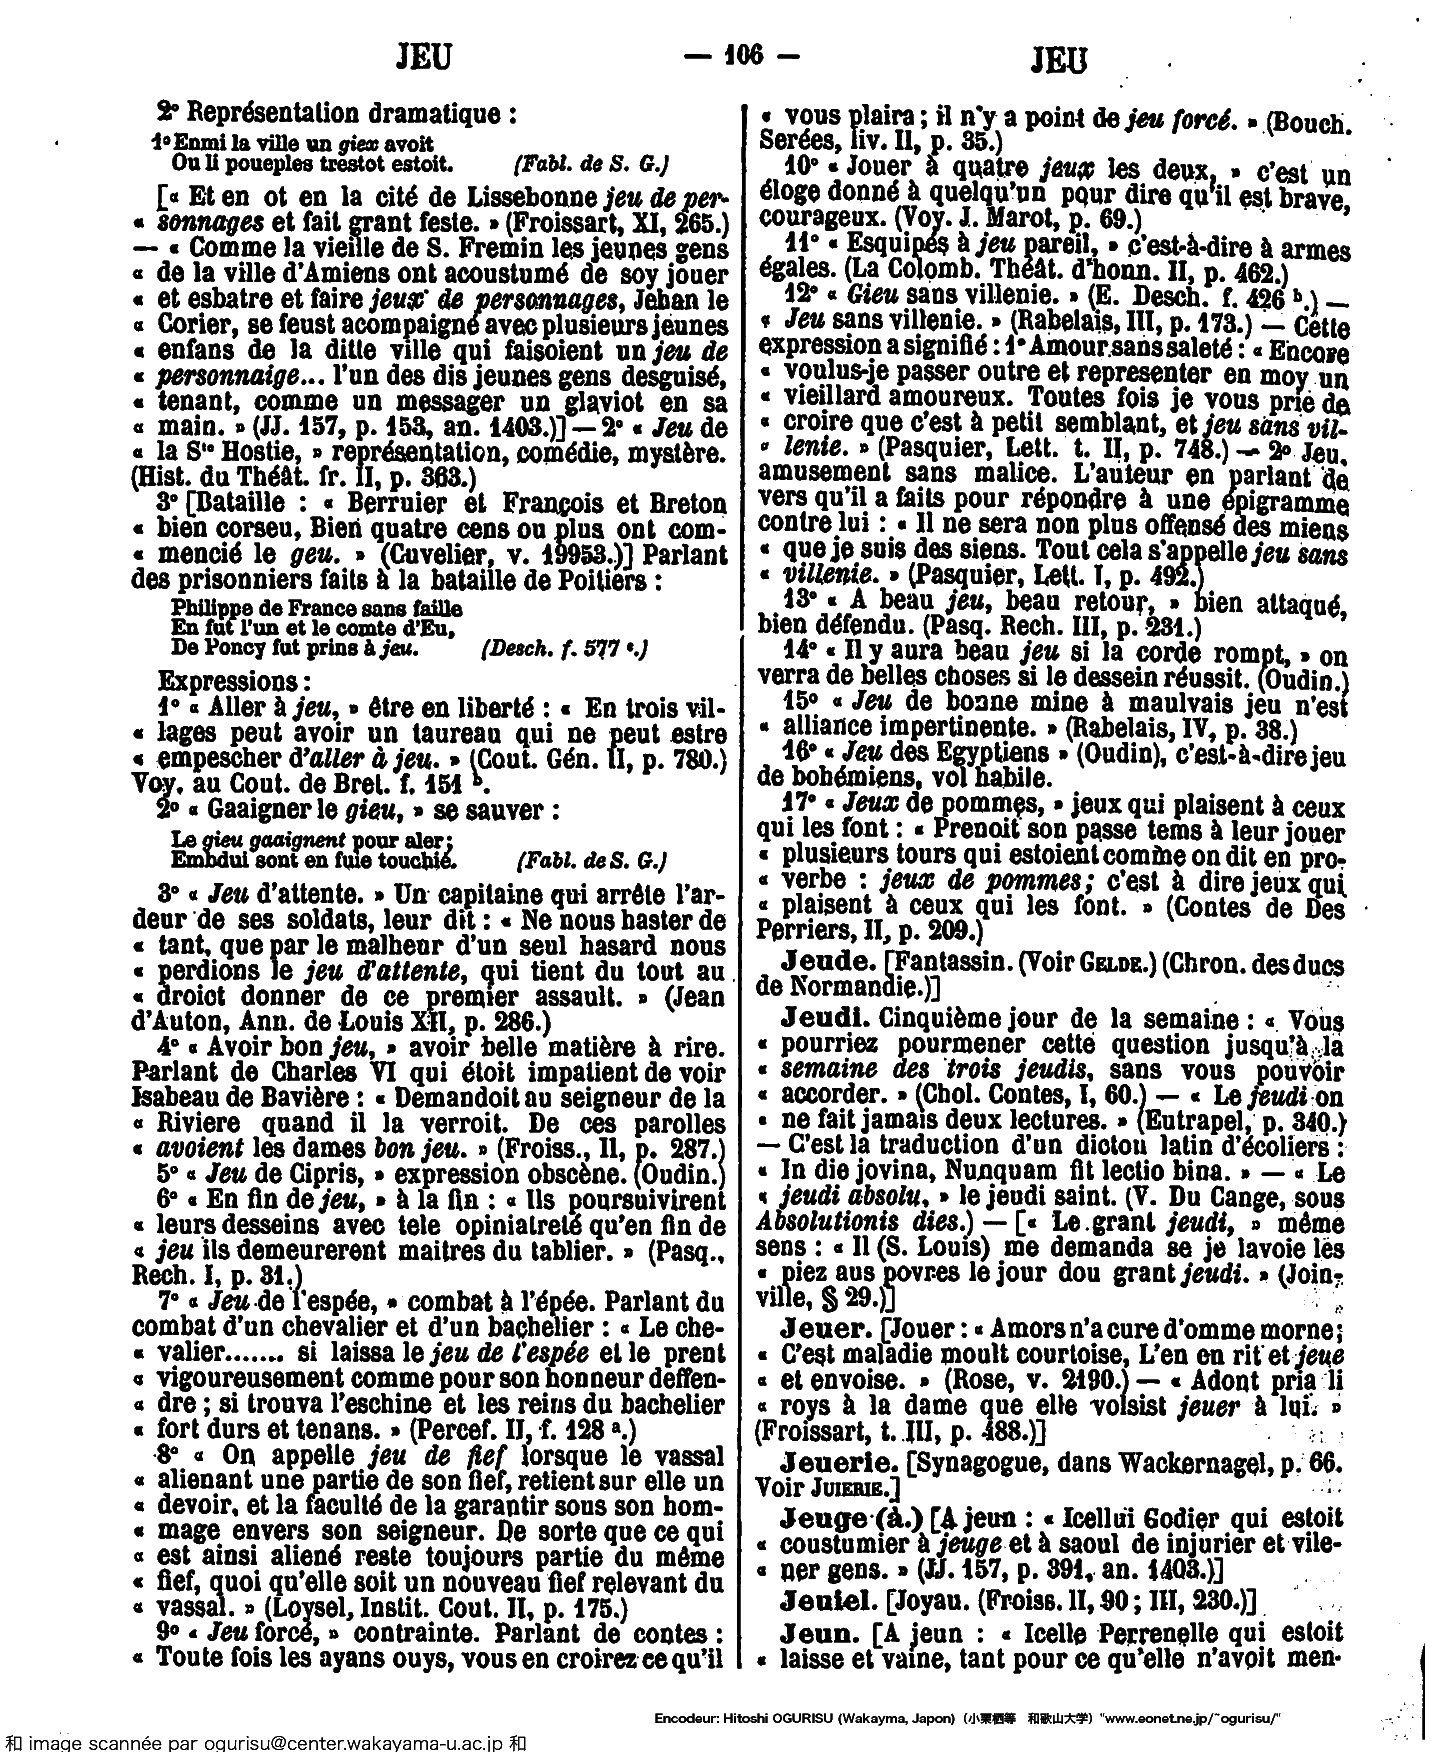 JEU — 106 — JEU
2º Représentation dramatique :
1º Enmi la ville un giex avoit
Ou li poueples trestot estoit. (Fabl. de S. G.)
[« Et en ot en la cité de Lissebonne jeu de per-
« sonnages et fait grant feste. » (Froissart, XI, 265.)
— « Comme la vieille de S. Fremin les jeunes gens
« de la ville d'Amiens ont acoustumé de soy jouer
« et esbatre et faire jeux de personnages, Jehan le
« Corier, se feust acompaigné avec plusieurs jeunes
« enfans de la ditte ville qui faisoient un jeu de
« personnaige... l'un des dis jeunes gens desguisé,
« tenant, comme un messager un glaviot en sa
« main. » (JJ. 157, p. 153, an. 1403.)] — 2º « Jeu de
« la Ste Hostie, » représentation, comédie, mystère.
(Hist. du Théât. fr. II, p. 363.)
3º [Bataille : « Berruier et François et Breton
« bien corseu, Bien quatre cens ou plus ont com-
« mencié le geu. » (Cuvelier, v. 19953.)] Parlant
des prisonniers faits à la bataille de Poitiers :
Philippe de France sans faille
En fut l'un et le comte d'Eu,
De Poncy fut prins à jeu. (Desch. f. 577 c.)
Expressions :
1º « Aller à jeu, » être en liberté : « En trois vil-
« lages peut avoir un taureau qui ne peut estre
« empescher d'aller à jeu. » (Cout. Gén. II, p. 780.)
Voy. au Cout. de Bret. f. 151 b.
2º « Gaaigner le gieu, » se sauver :
Le gieu gaaignent pour aler;
Embdui sont en fuie touchié. (Fabl. de S. G.)
3º « Jeu d'attente. » Un capitaine qui arrête l'ar-
deur de ses soldats, leur dit : « Ne nous haster de
« tant, que par le malheur d'un seul hasard nous
« perdions le jeu d'attente, qui tient du tout au
« droict donner de ce premier assault. » (Jean
d'Auton, Ann. de Louis XII, p. 286.)
4º « Avoir bon jeu, » avoir belle matière à rire.
Parlant de Charles VI qui étoit impatient de voir
Isabeau de Bavière : « Demandoit au seigneur de la
« Riviere quand il la verroit. De ces parolles
« avoient les dames bon jeu. » (Froiss., II, p. 287.)
5º « Jeu de Cipris, » expression obscène. (Oudin.)
6º « En fin de jeu, » à la fin : « Ils poursuivirent
« leurs desseins avec tele opiniatreté qu'en fin de
« jeu ils demeurerent maitres du tablier. » (Pasq.,
Rech. I, p. 31.)
7º « Jeu de l'espée, » combat à l'épée. Parlant du
combat d'un chevalier et d'un bachelier : « Le che-
« valier....... si laissa le jeu de l'espée et le prent
« vigoureusement comme pour son honneur deffen-
« dre ; si trouva l'eschine et les reins du bachelier
« fort durs et tenans. » (Percef. II, f. 128 a.)
8º « On appelle jeu de fief lorsque le vassal
« alienant une partie de son fief, retient sur elle un
« devoir, et la faculté de la garantir sous son hom-
« mage envers son seigneur. De sorte que ce qui
« est ainsi aliené reste toujours partie du même
« fief, quoi qu'elle soit un nouveau fief relevant du
« vassal. » (Loysel, Instit. Cout. II, p. 175.)
9º « Jeu forcé, » contrainte. Parlant de contes :
« Toute fois les ayans ouys, vous en croirez ce qu'il
« vous plaira ; il n'y a point de jeu forcé. » (Bouch.
Serées, liv. II, p. 35.)
10º « Jouer à quatre jeux les deux, » c'est un
éloge donné à quelqu'un pour dire qu'il est brave,
courageux. (Voy. J. Marot, p. 69.)
11º « Esquipés à jeu pareil, » c'est-à-dire à armes
égales. (La Colomb. Théât. d'honn. II, p. 462.)
12º « Gieu sans villenie. » (E. Desch. f. 426 b.) —
« Jeu sans villenie. » (Rabelais, III, p. 173.) — Cette
expression a signifié : 1º Amour sans saleté : « Encore
« voulus-je passer outre et representer en moy un
« vieillard amoureux. Toutes fois je vous prie de
« croire que c'est à petit semblant, et jeu sans vil-
« lenie. » (Pasquier, Lett. t. II, p. 748.) — 2º Jeu,
amusement sans malice. L'auteur en parlant de
vers qu'il a faits pour répondre à une épigramme
contre lui : « Il ne sera non plus offensé des miens
« que je suis des siens. Tout cela s'appelle jeu sans
« villenie. » (Pasquier, Lett. I, p. 492.)
13º « A beau jeu, beau retour, » bien attaqué,
bien défendu. (Pasq. Rech. III, p. 231.)
14º « Il y aura beau jeu si la corde rompt, » on
verra de belles choses si le dessein réussit. (Oudin.)
15º « Jeu de bonne mine à maulvais jeu n'est
« alliance impertinente. » (Rabelais, IV, p. 38.)
16º « Jeu des Egyptiens » (Oudin), c'est-à-dire jeu
de bohémiens, vol habile.
17º « Jeux de pommes, » jeux qui plaisent à ceux
qui les font : « Prenoit son passe tems à leur jouer
« plusieurs tours qui estoient comme on dit en pro-
« verbe : jeux de pommes ; c'est à dire jeux qui
« plaisent à ceux qui les font. » (Contes de Des
Perriers, II, p. 209.)
Jeude. [Fantassin. (Voir GELDE.) (Chron. des ducs
de Normandie.)]
Jeudi. Cinquième jour de la semaine : « Vous
« pourriez pourmener cette question jusqu'à la
« semaine des trois jeudis, sans vous pouvoir
« accorder. » (Chol. Contes, I, 60.) — « Le jeudi on
« ne fait jamais deux lectures. » (Eutrapel, p. 340.)
— C'est la traduction d'un dictou latin d'écoliers :
« In die jovina, Nunquam fit lectio bina. » — « Le
« jeudi absolu, » le jeudi saint. (V. Du Cange, sous
Absolutionis dies.) — [« Le grant jeudi, » même
sens : « Il (S. Louis) me demanda se je lavoie les
« piez aus povres le jour dou grant jeudi. » (Join-
ville, § 29.)]
Jeuer. [Jouer : « Amors n'a cure d'omme morne;
« C'est maladie moult courtoise, L'en en rit et jeue
« et envoise. » (Rose, v. 2190.) — « Adont pria li
« roys à la dame que elle volsist jeuer à lui. »
(Froissart, t. III, p. 488.)]
Jeuerie. [Synagogue, dans Wackernagel, p. 66.
Voir JUIERIE.]
Jeuge (à.) [A jeun : « Icellui Godier qui estoit
« coustumier à jeuge et à saoul de injurier et vile-
« ner gens. » (JJ. 157, p. 391, an. 1403.)]
Jeuiel. [Joyau. (Froiss. II, 90 ; III, 230.)]
Jeun. [A jeun : « Icelle Perrenelle qui estoit
« laisse et vaine, tant pour ce qu'elle n'avoit men-
Encodeur: Hitoshi OGURISU (Wakayma, Japon) (小栗栖等 和歌山大学) "www.eonet.ne.jp/~ogurisu/"
和 image scannée par ogurisu@center.wakayama-u.ac.jp 和